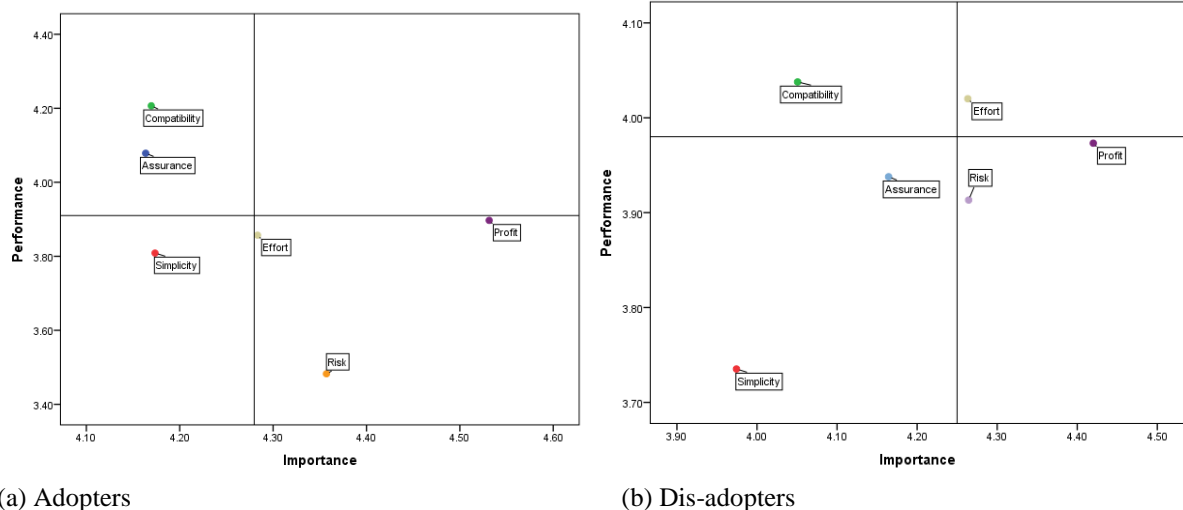 4.40
4.20
4.00
3.80
3.60
3.40
Performance
Compatibility
Assurance
Simplicity
Effort
Profit
Risk
4.10 4.20 4.30 4.40 4.50 4.60
Importance
(a) Adopters
4.10
4.00
3.90
3.80
3.70
Performance
Compatibility
Effort
Profit
Risk
Assurance
Simplicity
3.90 4.00 4.10 4.20 4.30 4.40 4.50
Importance
(b) Dis-adopters